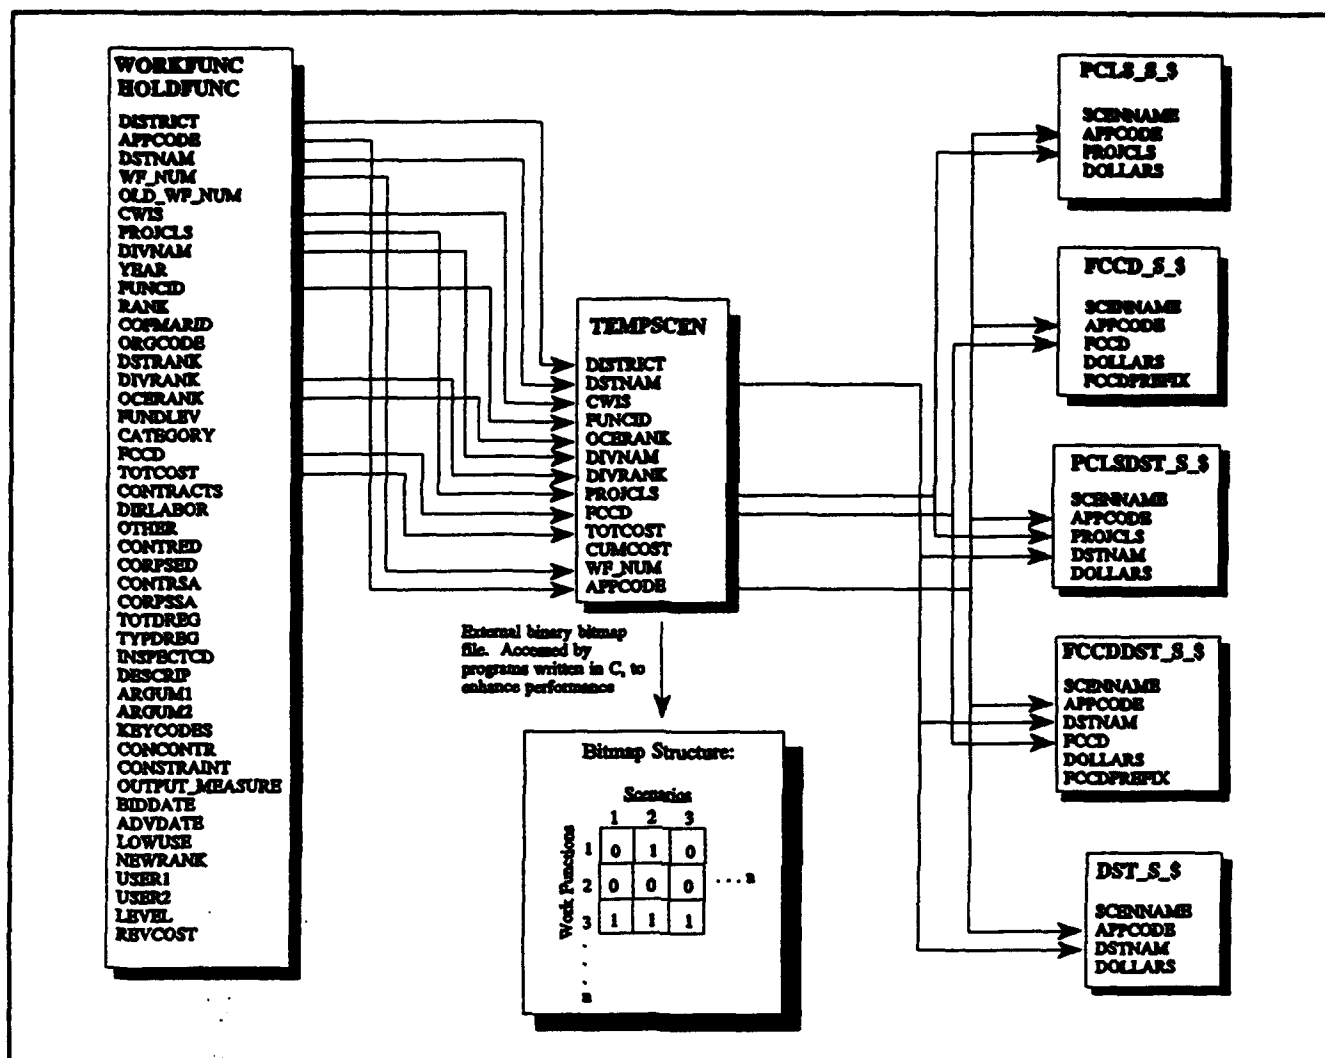 WORKFUNC
HOLDFUNC
DISTRICT
APPCODE
DSTNAM
WF_NUM
OLD_WF_NUM
CWIS
PROJCLS
DIVNAM
YEAR
FUNCID
RANK
COFMARID
ORGCODE
DSTRANK
DIVRANK
OCERANK
FUNDLEV
CATEGORY
FCCD
TOTCOST
CONTRACTS
DIRLABOR
OTHER
CONTRED
CORPSED
CONTRSA
CORPSSA
TOTDREG
TYPDREG
INSPECTCD
DESCRIP
ARGUM1
ARGUM2
KEYCODES
CONCONTR
CONSTRAINT
OUTPUT_MEASURE
BIDDATE
ADVDATE
LOWUSE
NEWRANK
USER1
USER2
LEVEL
REVCOST
TEMPSCEN
DISTRICT
DSTNAM
CWIS
FUNCID
OCERANK
DIVNAM
DIVRANK
PROJCLS
FCCD
TOTCOST
CUMCOST
WF_NUM
APPCODE
External binary bitmap
file. Accessed by
programs written in C, to
enhance performance
Bitmap Structure:
Scenarios
1 2 3
Work Functions
1 0 1 0
2 0 0 0 . . . n
3 1 1 1
.
.
.
n
PCLS_S_$
SCENNAME
APPCODE
PROJCLS
DOLLARS
FCCD_S_$
SCENNAME
APPCODE
FCCD
DOLLARS
FCCDPREFIX
PCLSDST_S_$
SCENNAME
APPCODE
PROJCLS
DSTNAM
DOLLARS
FCCDDST_S_$
SCENNAME
APPCODE
DSTNAM
FCCD
DOLLARS
FCCDPREFIX
DST_S_$
SCENNAME
APPCODE
DSTNAM
DOLLARS